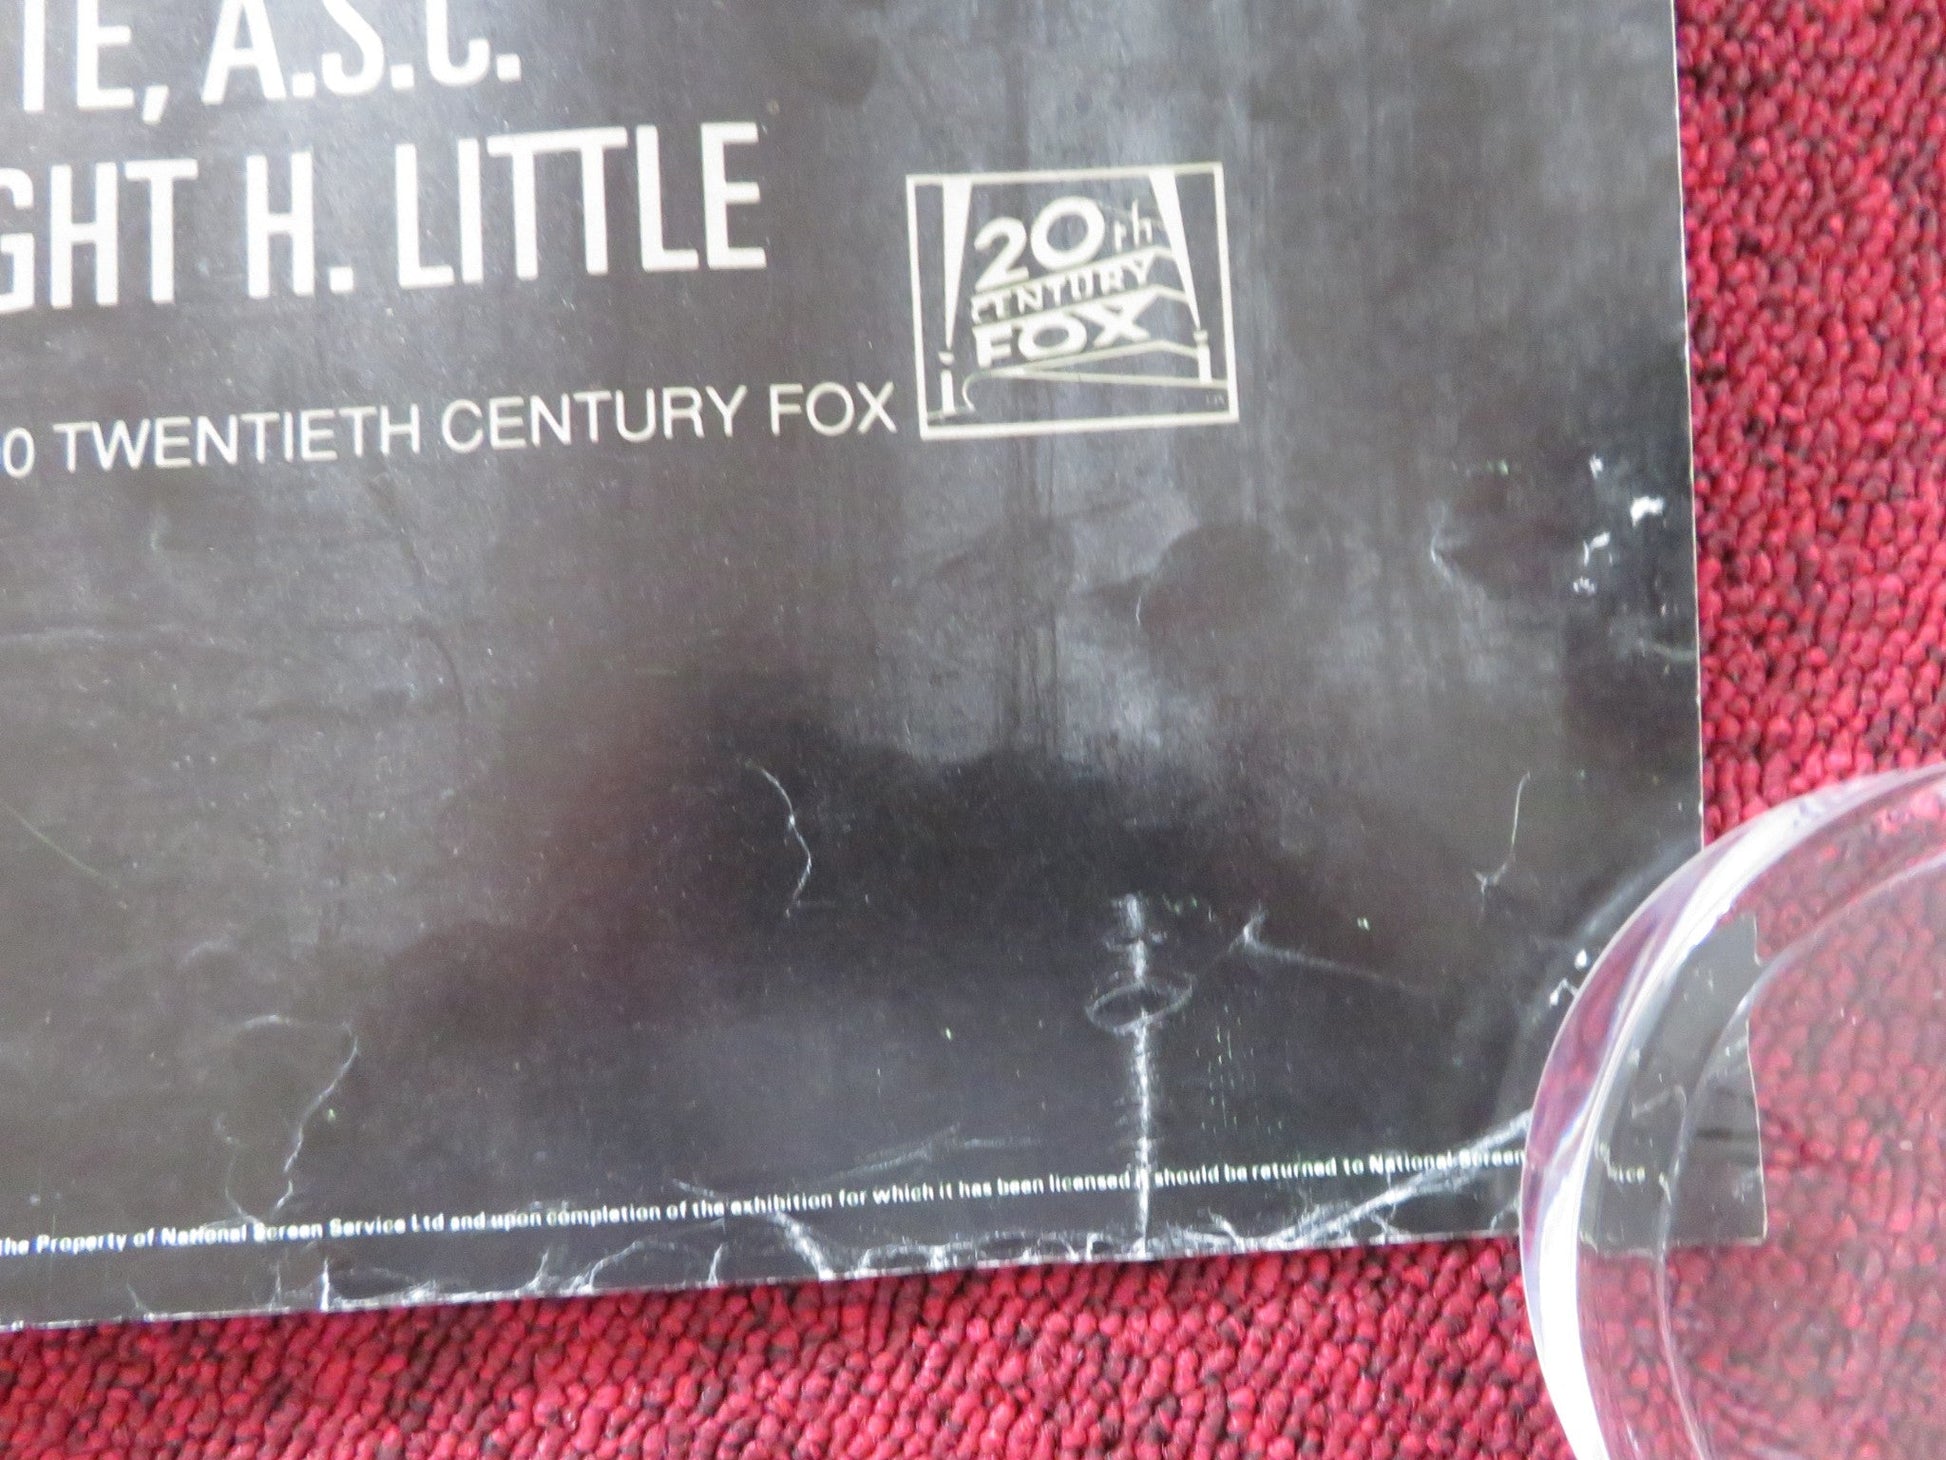 TE, A.S.C.
GHT H. LITTLE
20th
CENTURY
FOX
0 TWENTIETH CENTURY FOX
the Property of National Screen Service Ltd and upon completion of the exhibition for which it has been licensed it should be returned to National Screen